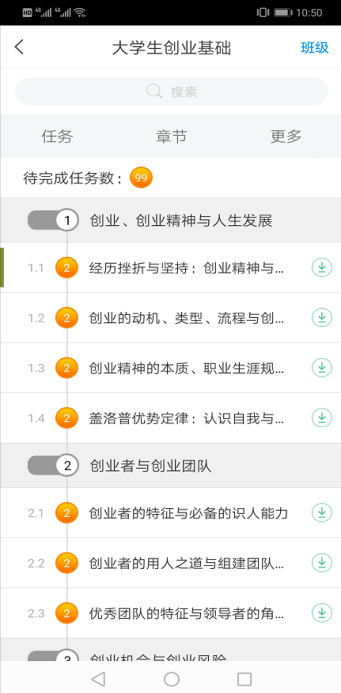 HD 4G 4G 10:50
大学生创业基础 班级
搜索
任务 章节 更多
待完成任务数： 99
1 创业、创业精神与人生发展
1.1 2 经历挫折与坚持：创业精神与...
1.2 2 创业的动机、类型、流程与创...
1.3 2 创业精神的本质、职业生涯规...
1.4 2 盖洛普优势定律：认识自我与...
2 创业者与创业团队
2.1 2 创业者的特征与必备的识人能力
2.2 2 创业者的用人之道与组建团队...
2.3 2 优秀团队的特征与领导者的角...
3 创业机会与创业风险